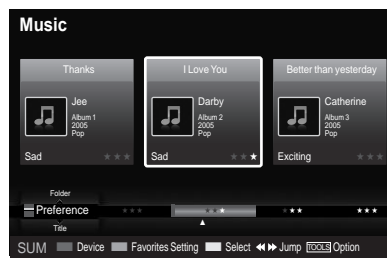 Music
Thanks
I Love You
Better than yesterday
Jee
Album 1
2005
Pop
Darby
Album 2
2005
Pop
Catherine
Album 3
2005
Pop
Sad ★★★
Sad ★★★
Exciting ★★★
Folder
Preference ★★★ ★★★ ★★★ ★★★
Title
SUM Device Favorites Setting Select Jump TOOLS Option